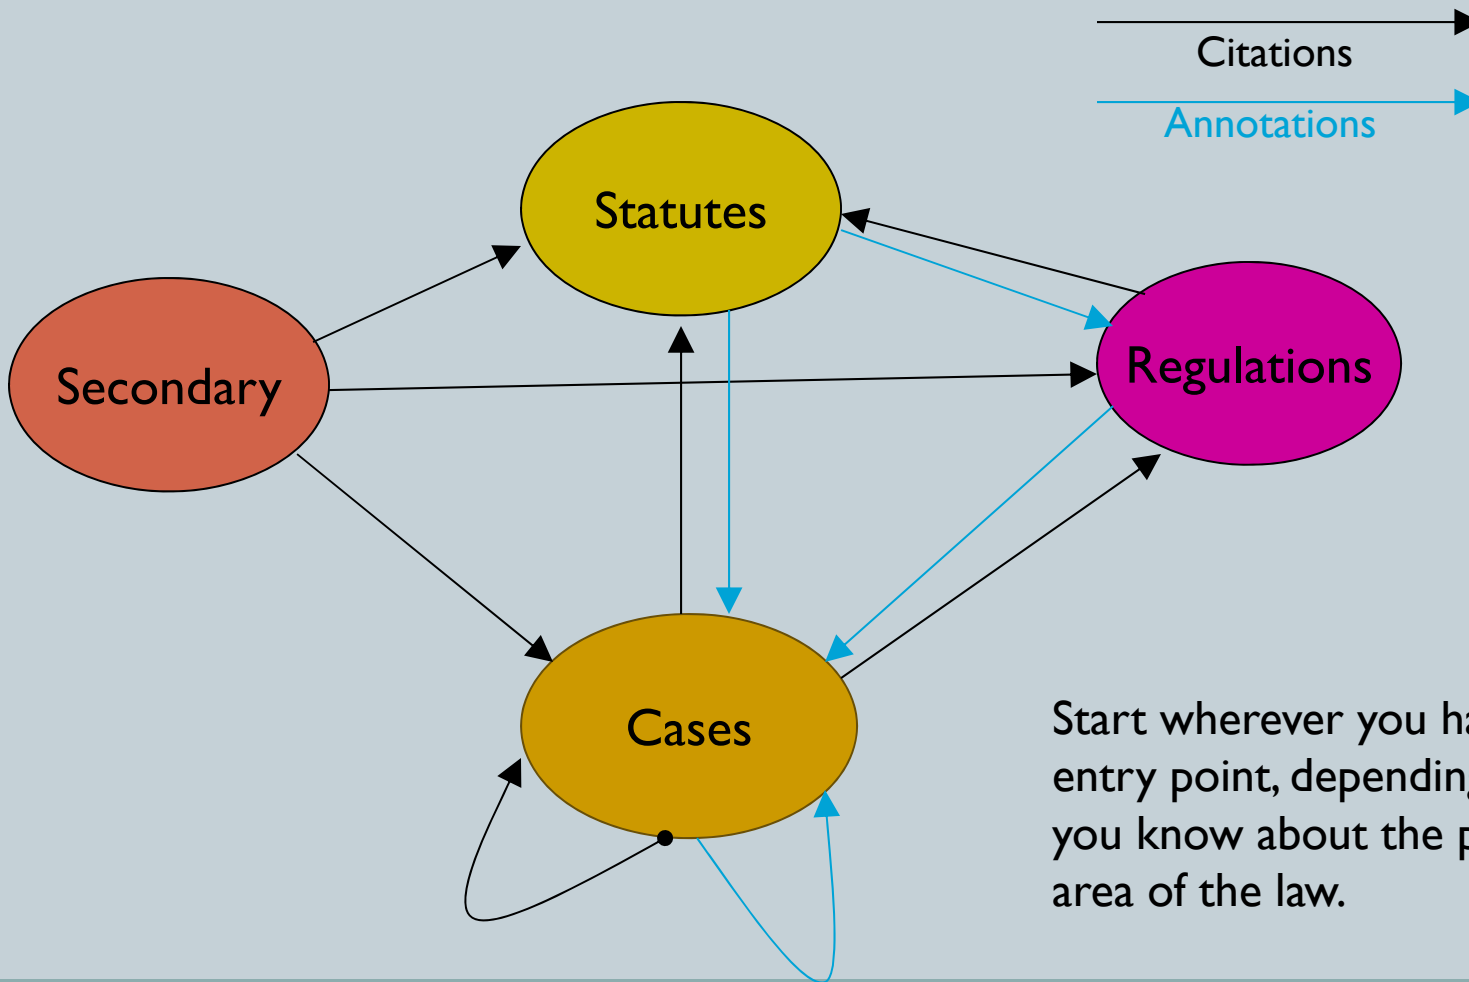 Citations
Annotations
Statutes
Secondary
Regulations
Cases
Start wherever you
entry point,
you know about the
area of the law.